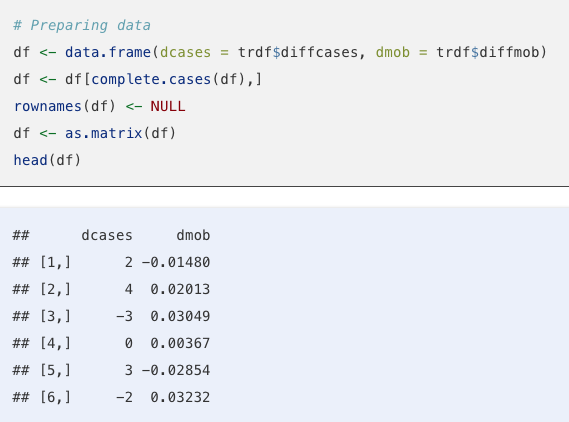 # Preparing data
df <- data.frame(dcases = trdf$diffcases, dmob = trdf$diffmob)
df <- df[complete.cases(df),]
rownames(df) <- NULL
df <- as.matrix(df)
head(df)
##      dcases     dmob
## [1,]      2 -0.01480
## [2,]      4  0.02013
## [3,]     -3  0.03049
## [4,]      0  0.00367
## [5,]      3 -0.02854
## [6,]     -2  0.03232